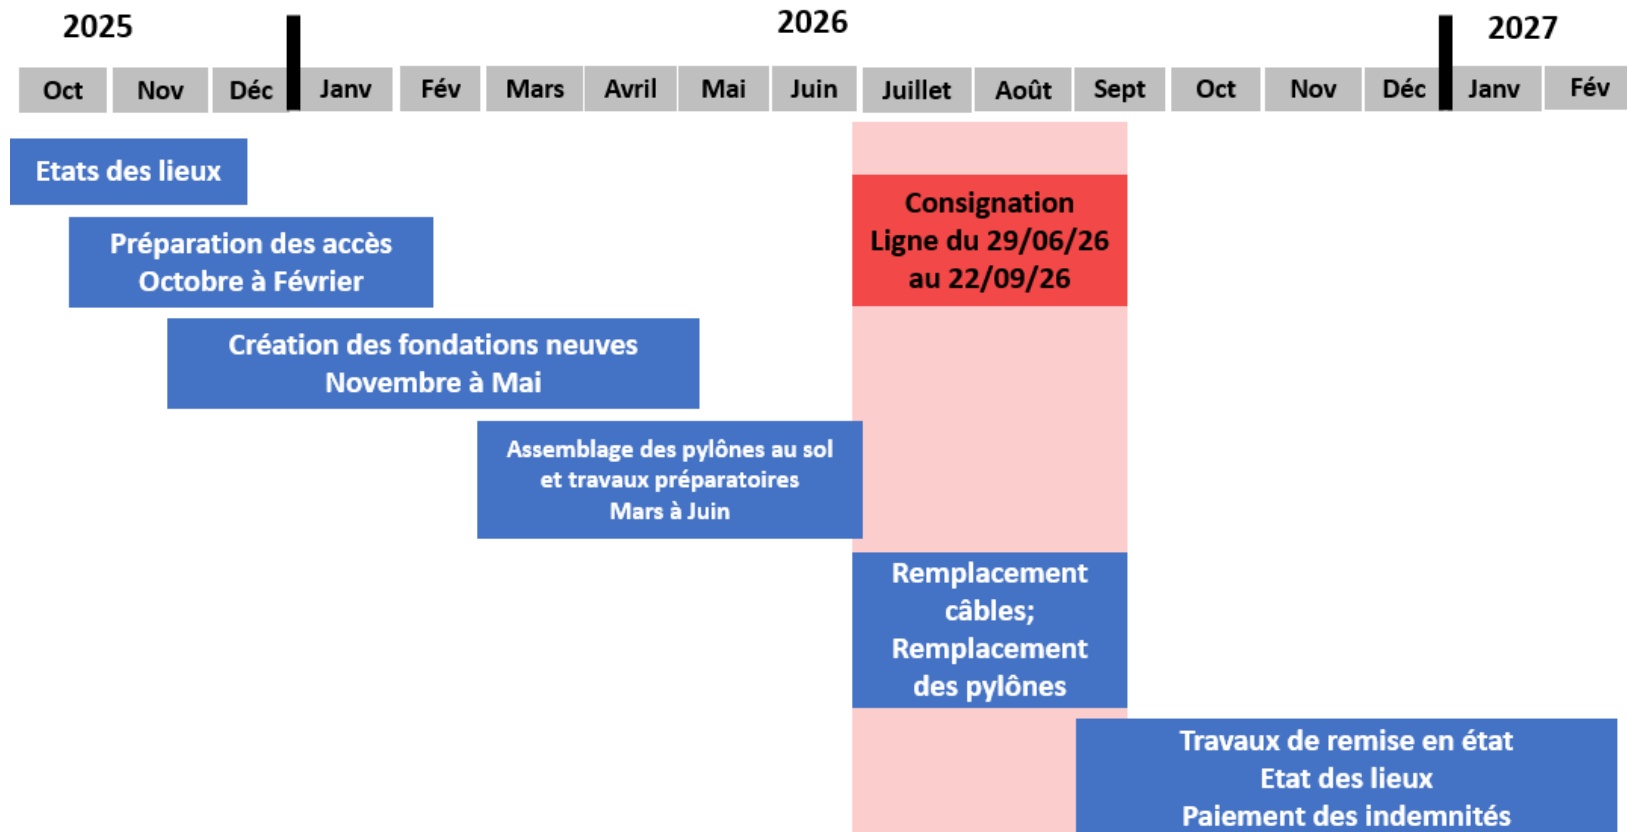 2025
2026
2027
Oct Nov Déc Janv Fév Mars Avril Mai Juin Juillet Août Sept Oct Nov Déc Janv Fév
Etats des lieux
Préparation des accès
Octobre à Février
Consignation
Ligne du 29/06/26
au 22/09/26
Création des fondations neuves
Novembre à Mai
Assemblage des pylônes au sol
et travaux préparatoires
Mars à Juin
Remplacement
câbles;
Remplacement
des pylônes
Travaux de remise en état
Etat des lieux
Paiement des indemnités